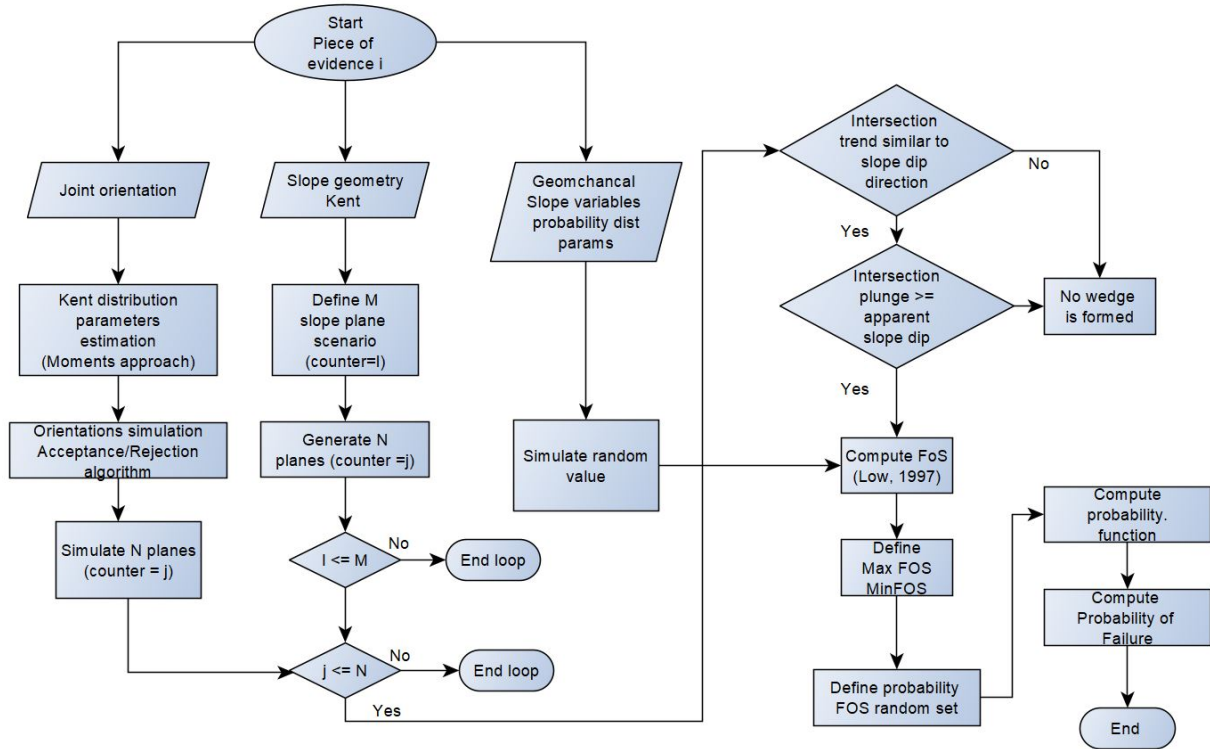 Start
Piece of
evidence i
Joint orientation
Slope geometry
Kent
Geomchancal
Slope variables
probability dist
params
Kent distribution
parameters
estimation
(Moments approach)
Define M
slope plane
scenario
(counter=l)
Orientations simulation
Acceptance/Rejection
algorithm
Generate N
planes (counter =j)
Simulate random
value
Simulate N planes
(counter = j)
l <= M
No
End loop
j <= N
No
End loop
Yes
Intersection
trend similar to
slope dip
direction
No
Yes
Intersection
plunge >=
apparent
slope dip
No wedge
is formed
Yes
Compute FoS
(Low, 1997)
Define
Max FOS
MinFOS
Define probability
FOS random set
Compute
probability.
function
Compute
Probability of
Failure
End